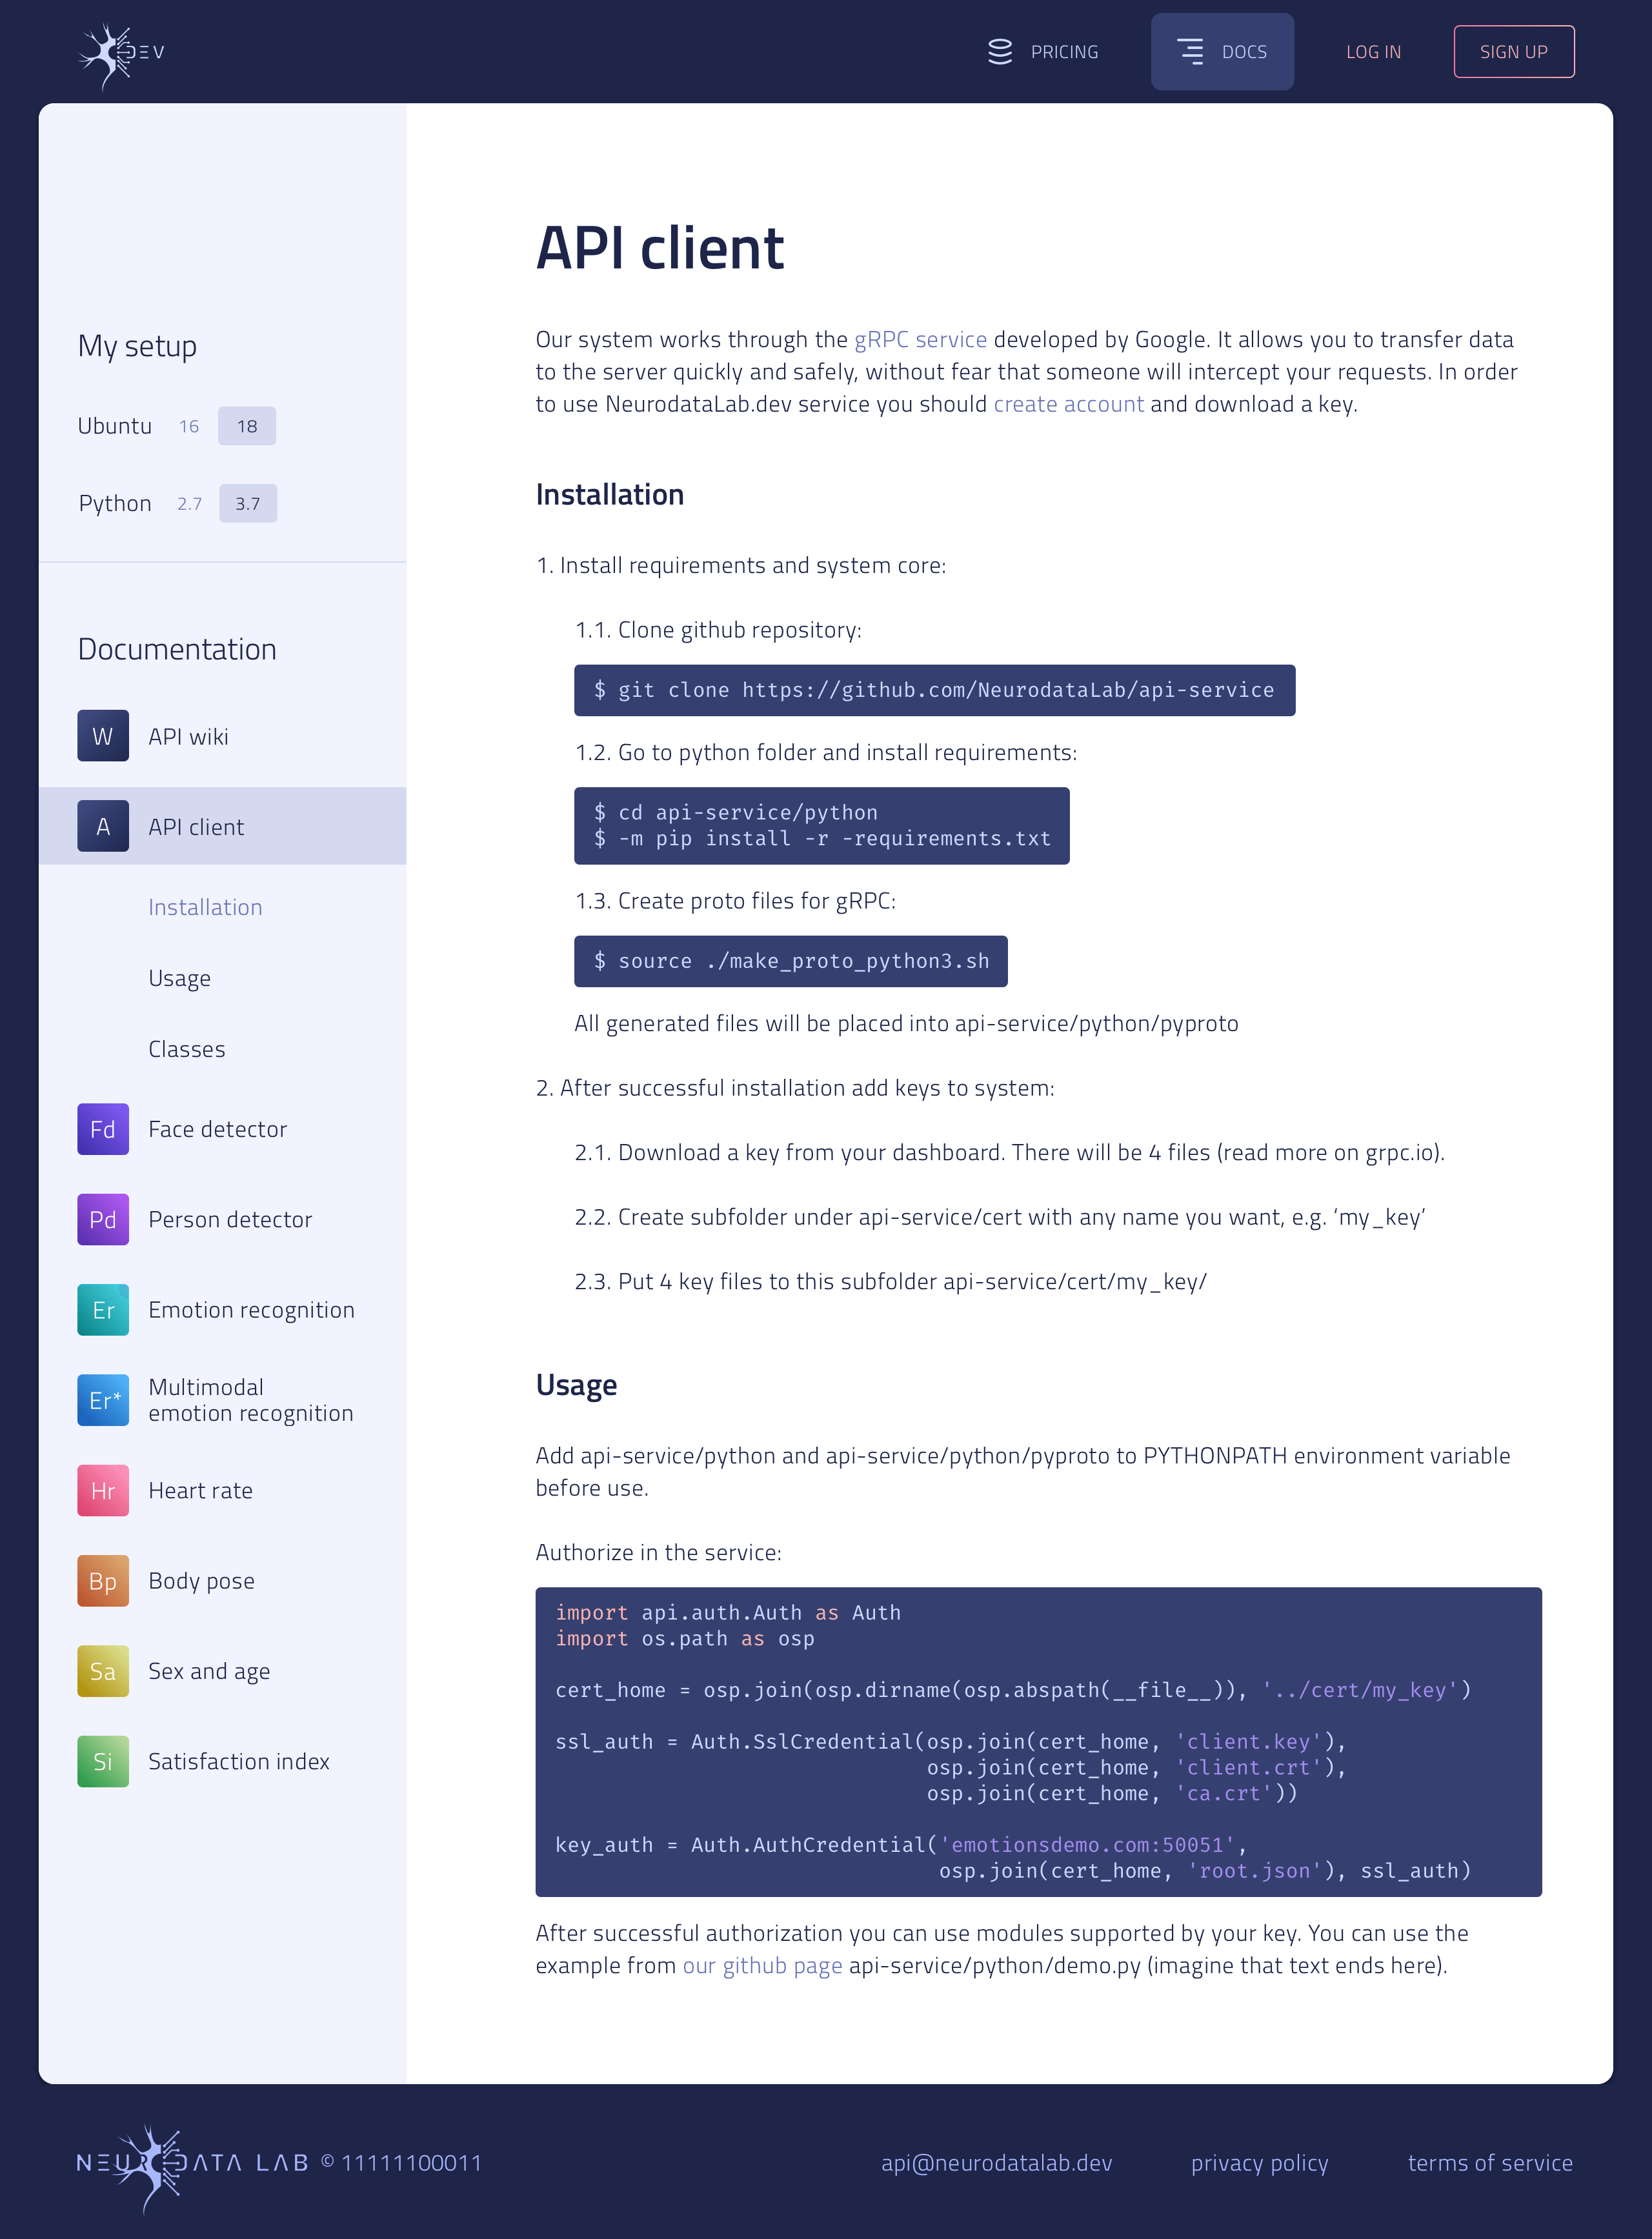 DEV
PRICING
DOCS
LOG IN
SIGN UP
My setup
Ubuntu 16 18
Python 2.7 3.7
Documentation
W API wiki
A API client
Installation
Usage
Classes
Fd Face detector
Pd Person detector
Er Emotion recognition
Er* Multimodal
emotion recognition
Hr Heart rate
Bp Body pose
Sa Sex and age
Si Satisfaction index
API client
Our system works through the gRPC service developed by Google. It allows you to transfer data
to the server quickly and safely, without fear that someone will intercept your requests. In order
to use NeurodataLab.dev service you should create account and download a key.
Installation
1. Install requirements and system core:
1.1. Clone github repository:
$ git clone https://github.com/NeurodataLab/api-service
1.2. Go to python folder and install requirements:
$ cd api-service/python
$ -m pip install -r -requirements.txt
1.3. Create proto files for gRPC:
$ source ./make_proto_python3.sh
All generated files will be placed into api-service/python/pyproto
2. After successful installation add keys to system:
2.1. Download a key from your dashboard. There will be 4 files (read more on grpc.io).
2.2. Create subfolder under api-service/cert with any name you want, e.g. ‘my_key’
2.3. Put 4 key files to this subfolder api-service/cert/my_key/
Usage
Add api-service/python and api-service/python/pyproto to PYTHONPATH environment variable
before use.
Authorize in the service:
import api.auth.Auth as Auth
import os.path as osp
cert_home = osp.join(osp.dirname(osp.abspath(__file__)), '../cert/my_key')
ssl_auth = Auth.SslCredential(osp.join(cert_home, 'client.key'),
osp.join(cert_home, 'client.crt'),
osp.join(cert_home, 'ca.crt'))
key_auth = Auth.AuthCredential('emotionsdemo.com:50051',
osp.join(cert_home, 'root.json'), ssl_auth)
After successful authorization you can use modules supported by your key. You can use the
example from our github page api-service/python/demo.py (imagine that text ends here).
NEURODATA LAB © 11111100011
api@neurodatalab.dev
privacy policy
terms of service